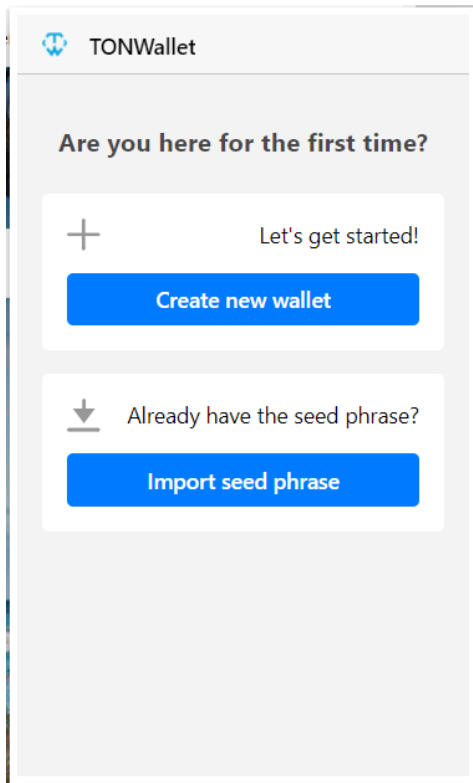 TONWallet
Are you here for the first time?
Let's get started!
Create new wallet
Already have the seed phrase?
Import seed phrase